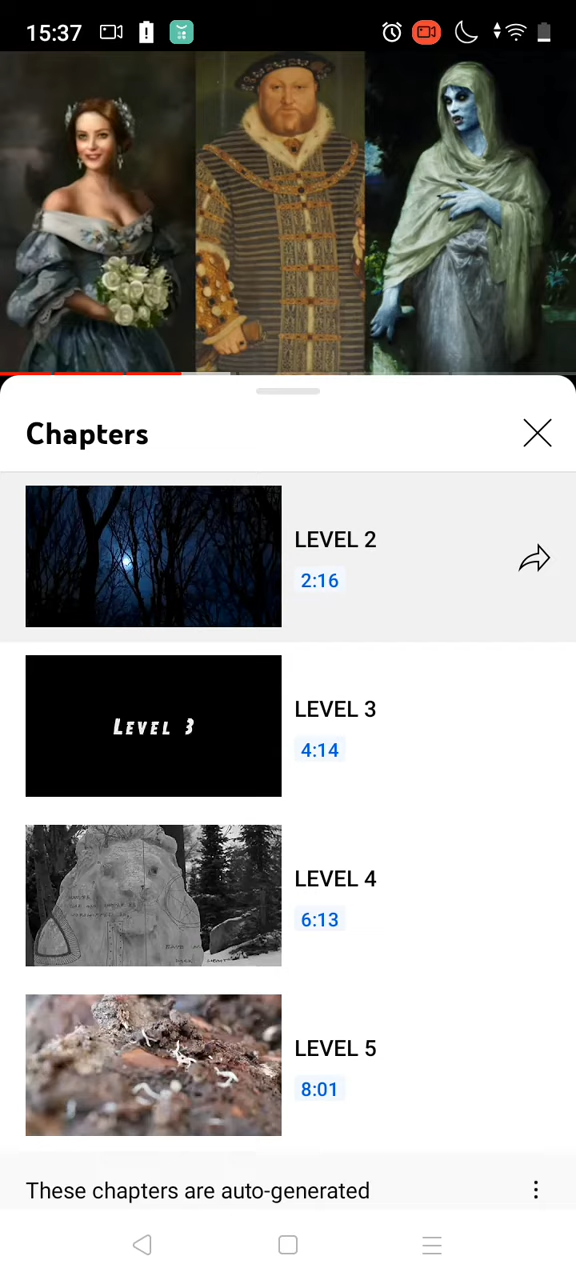 15:37
Chapters
LEVEL 2
2:16
LEVEL 3
LEVEL 3
4:14
LEVEL 4
6:13
LEVEL 5
8:01
These chapters are auto-generated